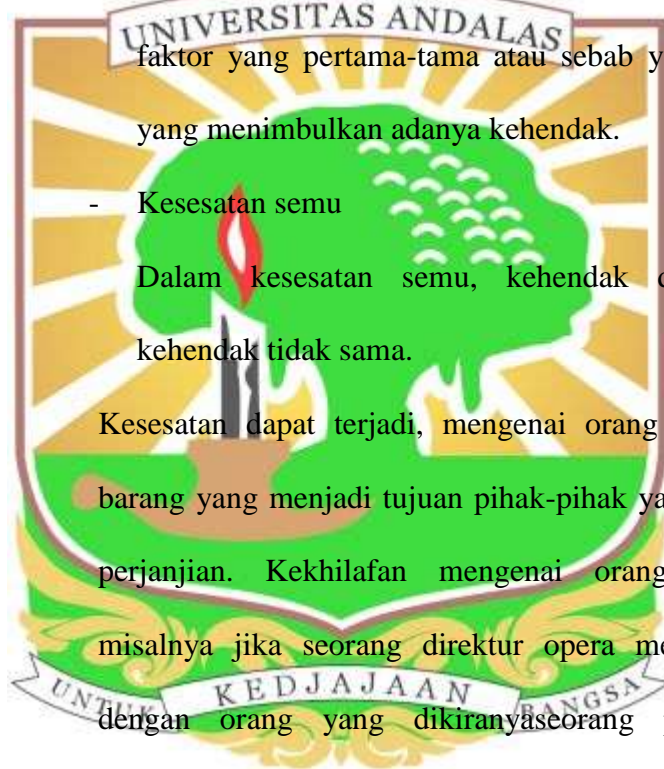 UNIVERSITAS ANDALAS
faktor yang pertama-tama atau sebab
yang menimbulkan adanya kehendak.
- Kesesatan semu
Dalam kesesatan semu, kehendak
kehendak tidak sama.
Kesesatan dapat terjadi, mengenai orang
barang yang menjadi tujuan pihak-pihak
perjanjian. Kekhilafan mengenai orang
misalnya jika seorang direktur opera
UNTUK KEDJAJAAN BANGSA
dengan orang yang dikiranyaseorang